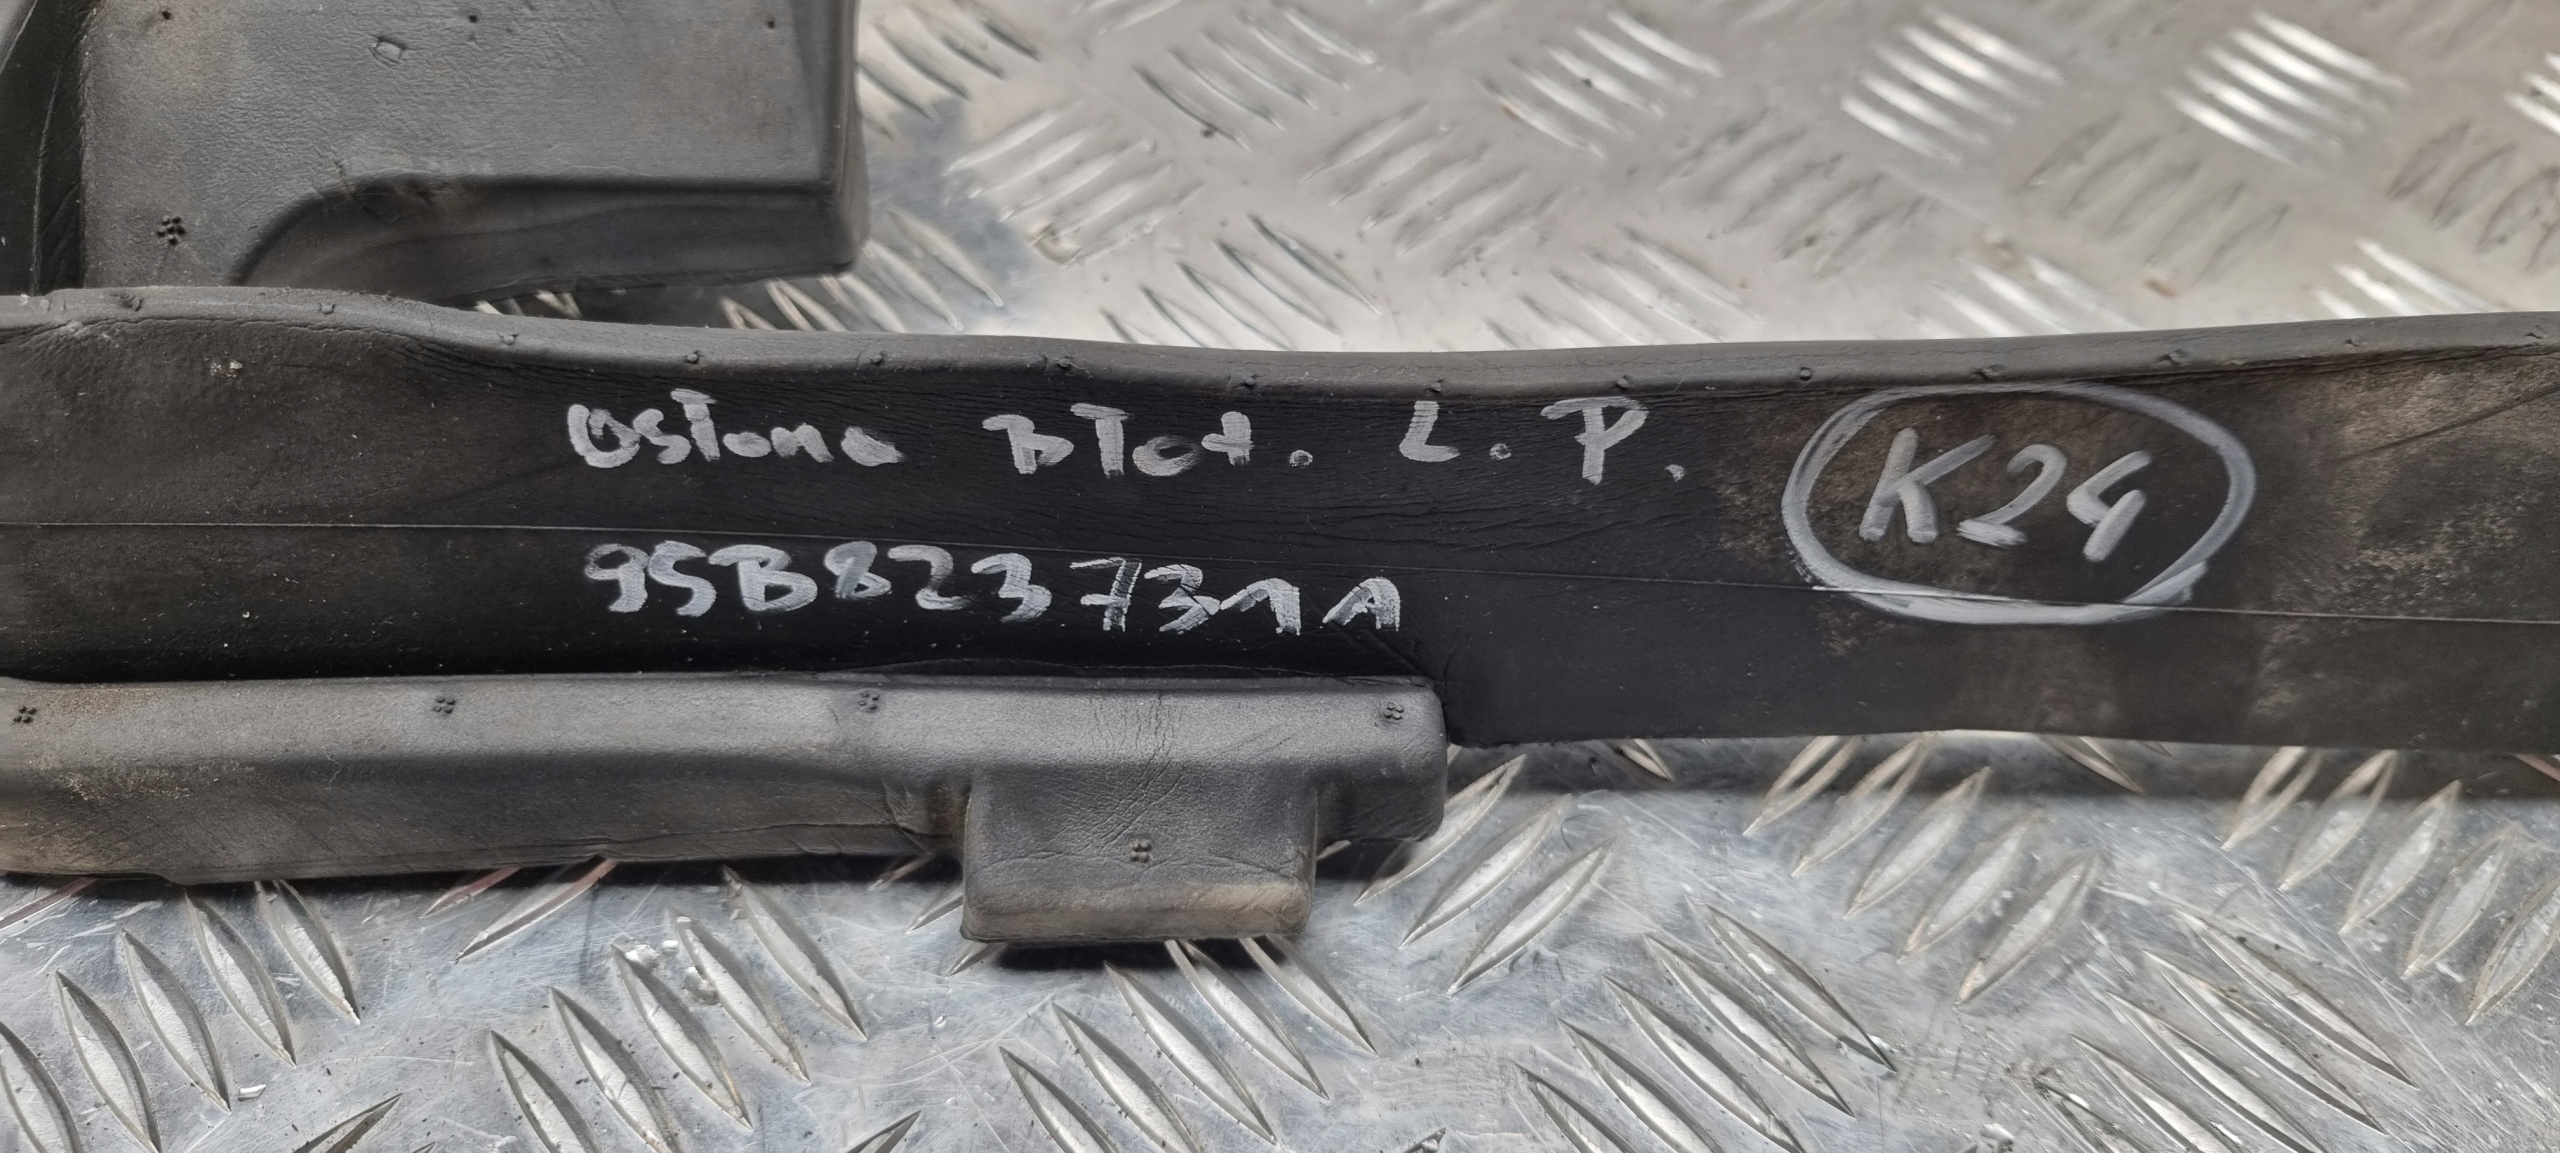 Osłona Błot. L. P.
K24
95B823731A